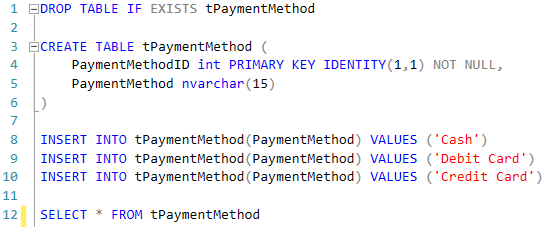 1 DROP TABLE IF EXISTS tPaymentMethod
2
3 CREATE TABLE tPaymentMethod (
4 PaymentMethodID int PRIMARY KEY IDENTITY(1,1) NOT NULL,
5 PaymentMethod nvarchar(15)
6 )
7
8 INSERT INTO tPaymentMethod(PaymentMethod) VALUES ('Cash')
9 INSERT INTO tPaymentMethod(PaymentMethod) VALUES ('Debit Card')
10 INSERT INTO tPaymentMethod(PaymentMethod) VALUES ('Credit Card')
11
12 SELECT * FROM tPaymentMethod